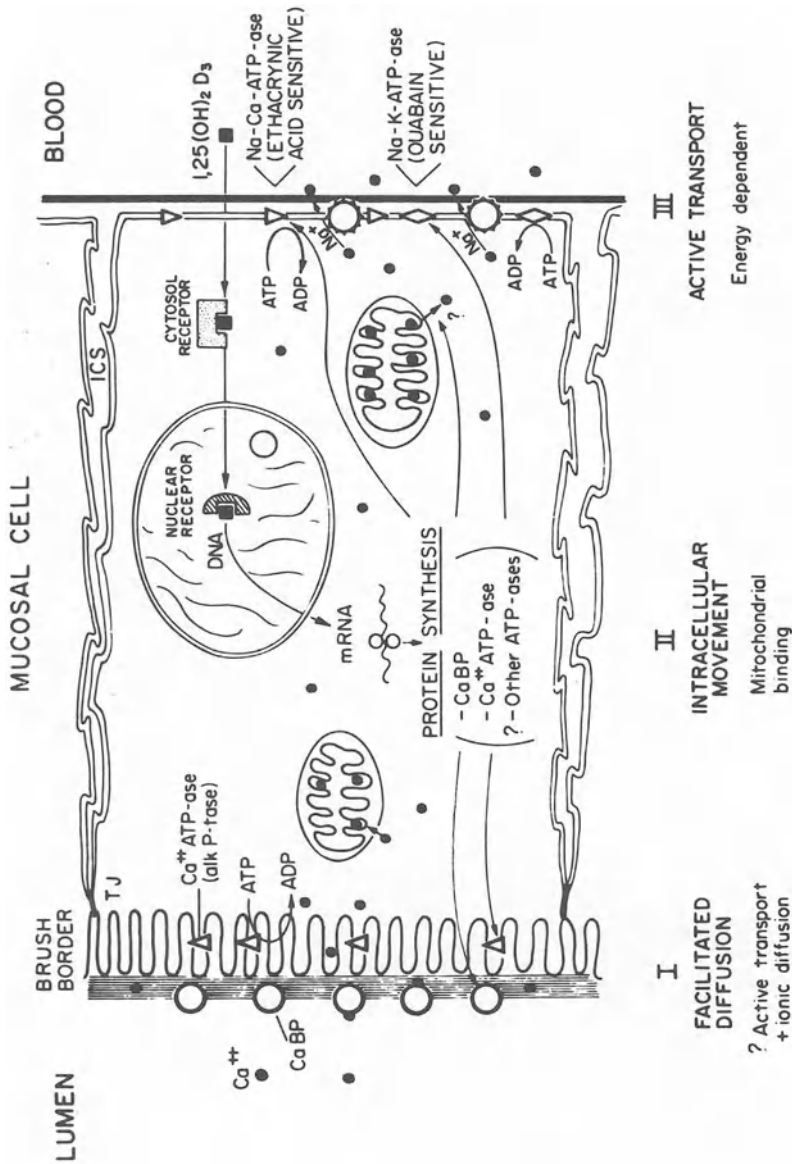 MUCOSAL CELL
LUMEN
BRUSH
BORDER
BLOOD
TJ
ICS
Ca⁺⁺ ATP-ase
(alk P-tase)
ATP
ADP
Ca⁺⁺
CaBP
NUCLEAR
RECEPTOR
DNA
CYTOSOL
RECEPTOR
1,25(OH)₂ D₃
mRNA
PROTEIN SYNTHESIS
- CaBP
- Ca⁺⁺ ATP-ase
? - Other ATP-ases
?
ATP
ADP
Na⁺
Na-Ca-ATP-ase
(ETHACRYNIC
ACID SENSITIVE)
Na-K-ATP-ase
(OUABAIN
SENSITIVE)
Na⁺
ADP
ATP
I
FACILITATED
DIFFUSION
? Active transport
+ ionic diffusion
II
INTRACELLULAR
MOVEMENT
Mitochondrial
binding
III
ACTIVE TRANSPORT
Energy dependent